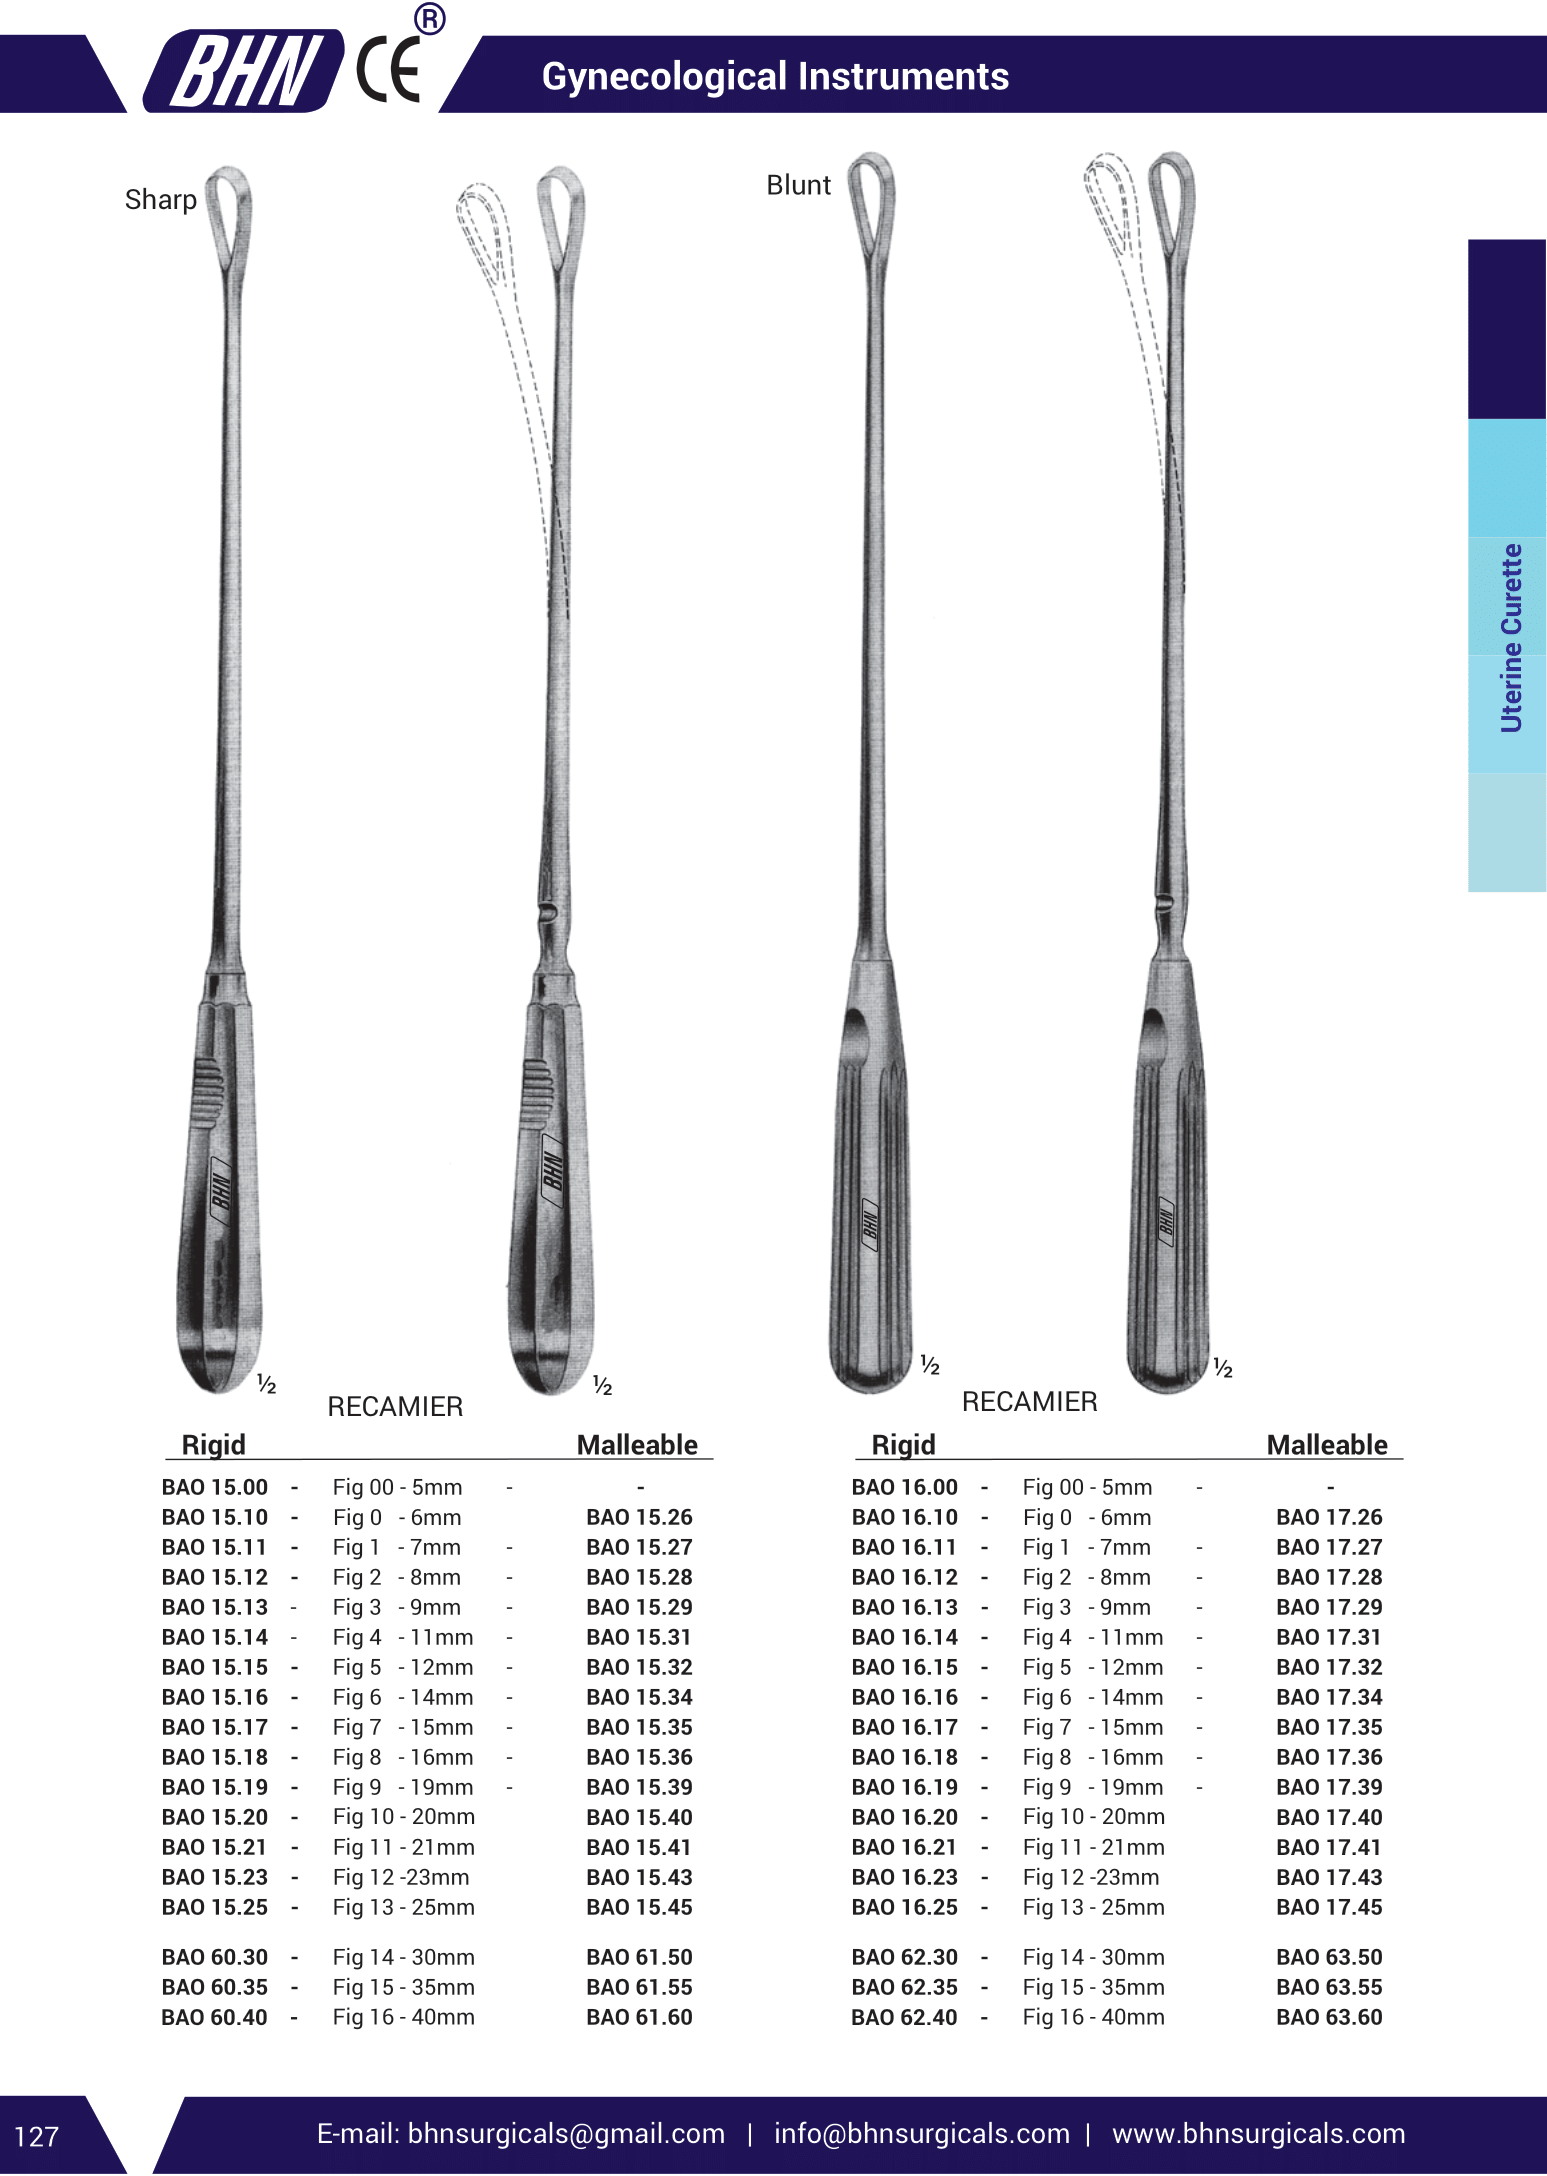 BHN CE ®
Gynecological Instruments
Sharp
Blunt
Uterine Curette
BHN
BHN
BHN
BHN
½
½
½
½
RECAMIER
Rigid Malleable
BAO 15.00 - Fig 00 - 5mm - -
BAO 15.10 - Fig 0 - 6mm BAO 15.26
BAO 15.11 - Fig 1 - 7mm - BAO 15.27
BAO 15.12 - Fig 2 - 8mm - BAO 15.28
BAO 15.13 - Fig 3 - 9mm - BAO 15.29
BAO 15.14 - Fig 4 - 11mm - BAO 15.31
BAO 15.15 - Fig 5 - 12mm - BAO 15.32
BAO 15.16 - Fig 6 - 14mm - BAO 15.34
BAO 15.17 - Fig 7 - 15mm - BAO 15.35
BAO 15.18 - Fig 8 - 16mm - BAO 15.36
BAO 15.19 - Fig 9 - 19mm - BAO 15.39
BAO 15.20 - Fig 10 - 20mm BAO 15.40
BAO 15.21 - Fig 11 - 21mm BAO 15.41
BAO 15.23 - Fig 12 -23mm BAO 15.43
BAO 15.25 - Fig 13 - 25mm BAO 15.45
BAO 60.30 - Fig 14 - 30mm BAO 61.50
BAO 60.35 - Fig 15 - 35mm BAO 61.55
BAO 60.40 - Fig 16 - 40mm BAO 61.60
RECAMIER
Rigid Malleable
BAO 16.00 - Fig 00 - 5mm - -
BAO 16.10 - Fig 0 - 6mm BAO 17.26
BAO 16.11 - Fig 1 - 7mm - BAO 17.27
BAO 16.12 - Fig 2 - 8mm - BAO 17.28
BAO 16.13 - Fig 3 - 9mm - BAO 17.29
BAO 16.14 - Fig 4 - 11mm - BAO 17.31
BAO 16.15 - Fig 5 - 12mm - BAO 17.32
BAO 16.16 - Fig 6 - 14mm - BAO 17.34
BAO 16.17 - Fig 7 - 15mm - BAO 17.35
BAO 16.18 - Fig 8 - 16mm - BAO 17.36
BAO 16.19 - Fig 9 - 19mm - BAO 17.39
BAO 16.20 - Fig 10 - 20mm BAO 17.40
BAO 16.21 - Fig 11 - 21mm BAO 17.41
BAO 16.23 - Fig 12 -23mm BAO 17.43
BAO 16.25 - Fig 13 - 25mm BAO 17.45
BAO 62.30 - Fig 14 - 30mm BAO 63.50
BAO 62.35 - Fig 15 - 35mm BAO 63.55
BAO 62.40 - Fig 16 - 40mm BAO 63.60
127
E-mail: bhnsurgicals@gmail.com | info@bhnsurgicals.com | www.bhnsurgicals.com